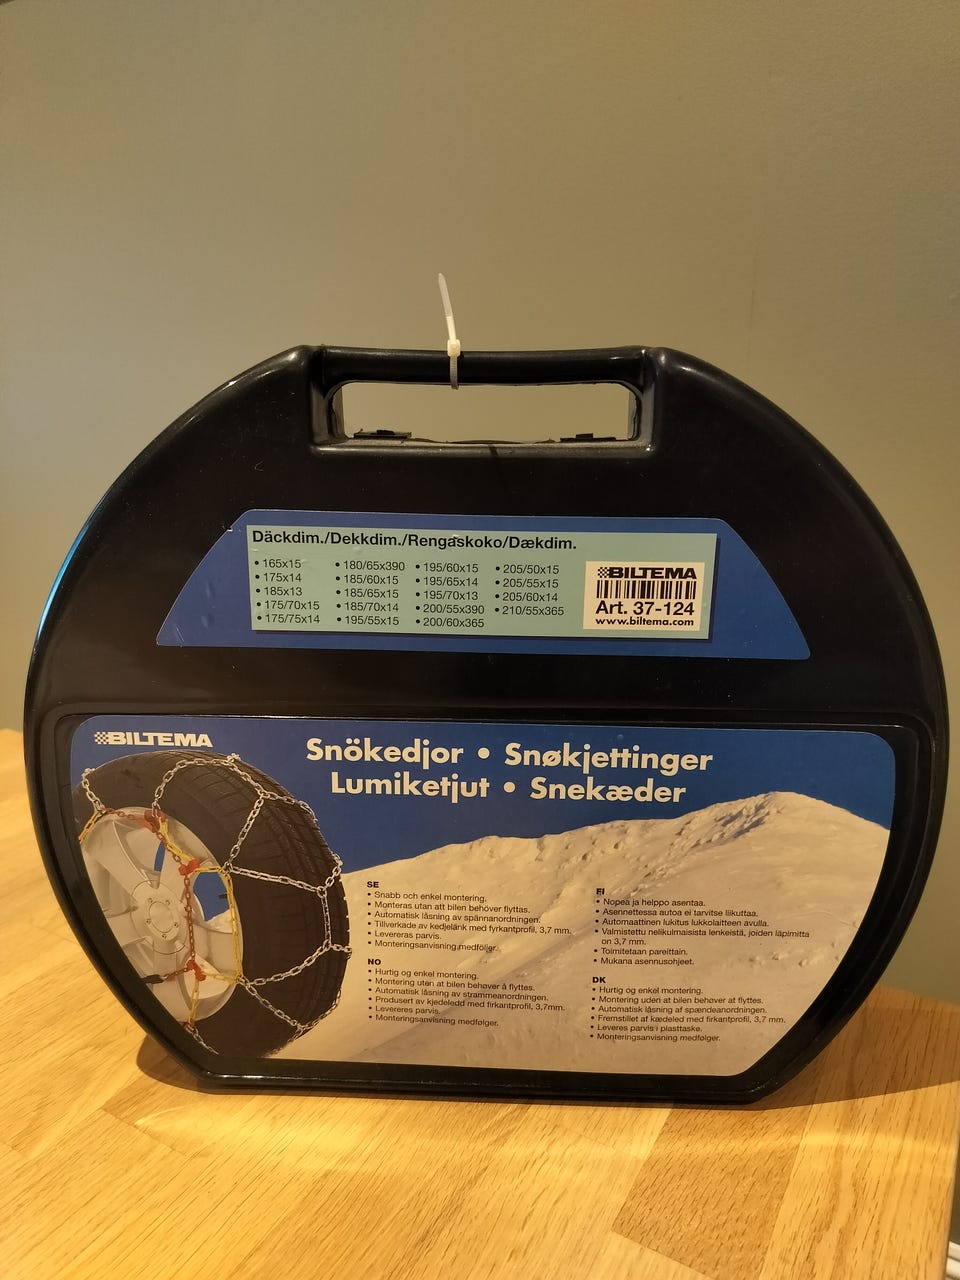 Däckdim./Dekkdim./Rengaskoko/Dækdim.
• 165x15
• 175x14
• 185x13
• 175/70x15
• 175/75x14
• 180/65x390
• 185/60x15
• 185/65x15
• 185/70x14
• 195/55x15
• 195/60x15
• 195/65x14
• 195/70x13
• 200/55x390
• 200/60x365
• 205/50x15
• 205/55x15
• 205/60x14
• 210/55x365
BILTEMA
Art. 37-124
www.biltema.com
BILTEMA
Snökedjor • Snøkjettinger
Lumiketjut • Snekæder
SE
• Snabb och enkel montering.
• Monteras utan att bilen behöver flyttas.
• Automatisk låsning av spännanordningen.
• Tillverkade av kedjelänk med fyrkantprofil, 3,7 mm.
• Levereras parvis.
• Monteringsanvisning medföljer.
NO
• Hurtig og enkel montering.
• Montering uten at bilen behøver å flyttes.
• Automatisk låsning av strammeanordningen.
• Produsert av kjedeledd med firkantprofil, 3,7mm.
• Levereres parvis.
• Monteringsanvisning medfølger.
FI
• Nopea ja helppo asentaa.
• Asennettessa autoa ei tarvitse liikuttaa.
• Automaattinen lukitus lukkolaitteen avulla.
• Valmistettu nelikulmaisista lenkeistä, joiden läpimitta
on 3,7 mm.
• Toimitetaan pareittain.
• Mukana asennusohjeet.
DK
• Hurtig og enkel montering.
• Montering uden at bilen behøver at flyttes.
• Automatisk låsning af spændeanordningen.
• Fremstillet af kædeled med firkantprofil, 3,7 mm.
• Leveres parvis i plasttaske.
• Monteringsanvisning medfølger.